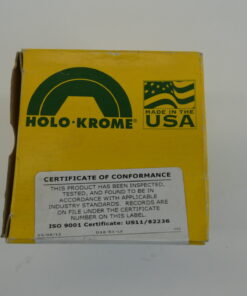 HOLO-KROME®
MADE IN THE
USA
CERTIFICATE OF CONFORMANCE
THIS PRODUCT HAS BEEN INSPECTED,
TESTED, AND FOUND TO BE IN
ACCORDANCE WITH APPLICABLE
INDUSTRY STANDARDS. RECORDS ARE
ON FILE UNDER THE CERTIFICATE
NUMBER ON THIS LABEL.
ISO 9001 Certificate: US11/82236